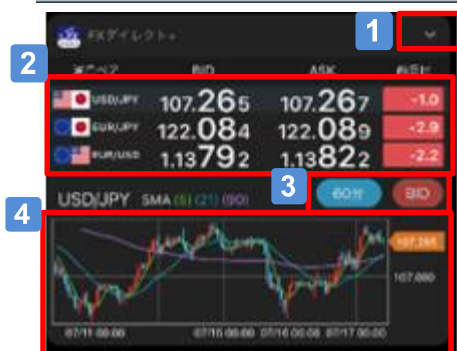 1
FXダイレクト+
2
通貨ペア BID ASK 前日比
USD/JPY 107.265 107.267 -1.0
EUR/JPY 122.084 122.089 -2.9
EUR/USD 1.13792 1.13822 -2.2
3
USD/JPY SMA (5) (21) (90) 60分 BID
4
107.265
107.000
07/11 08:00 07/15 08:00 07/16 00:00 07/17 00:00